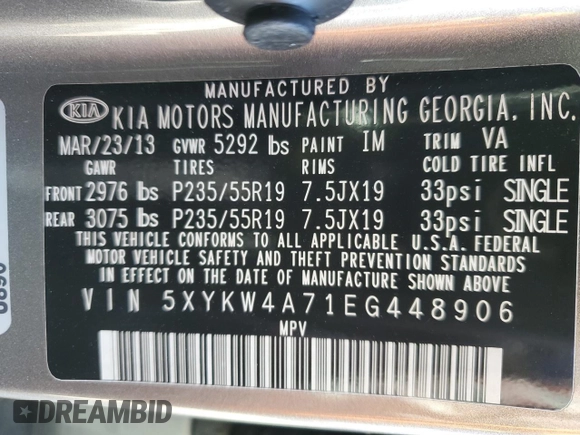 MANUFACTURED BY
KIA KIA MOTORS MANUFACTURING GEORGIA, INC.
MAR/23/13 GVWR 5292 lbs PAINT IM TRIM VA
GAWR TIRES RIMS COLD TIRE INFL
FRONT 2976 lbs P235/55R19 7.5JX19 33psi SINGLE
REAR 3075 lbs P235/55R19 7.5JX19 33psi SINGLE
THIS VEHICLE CONFORMS TO ALL APPLICABLE U.S.A. FEDERAL
MOTOR VEHICLE SAFETY AND THEFT PREVENTION STANDARDS
IN EFFECT ON THE DATE OF MANUFACTURE SHOWN ABOVE
VIN 5XYKW4A71EG448906
MPV
DREAMBID